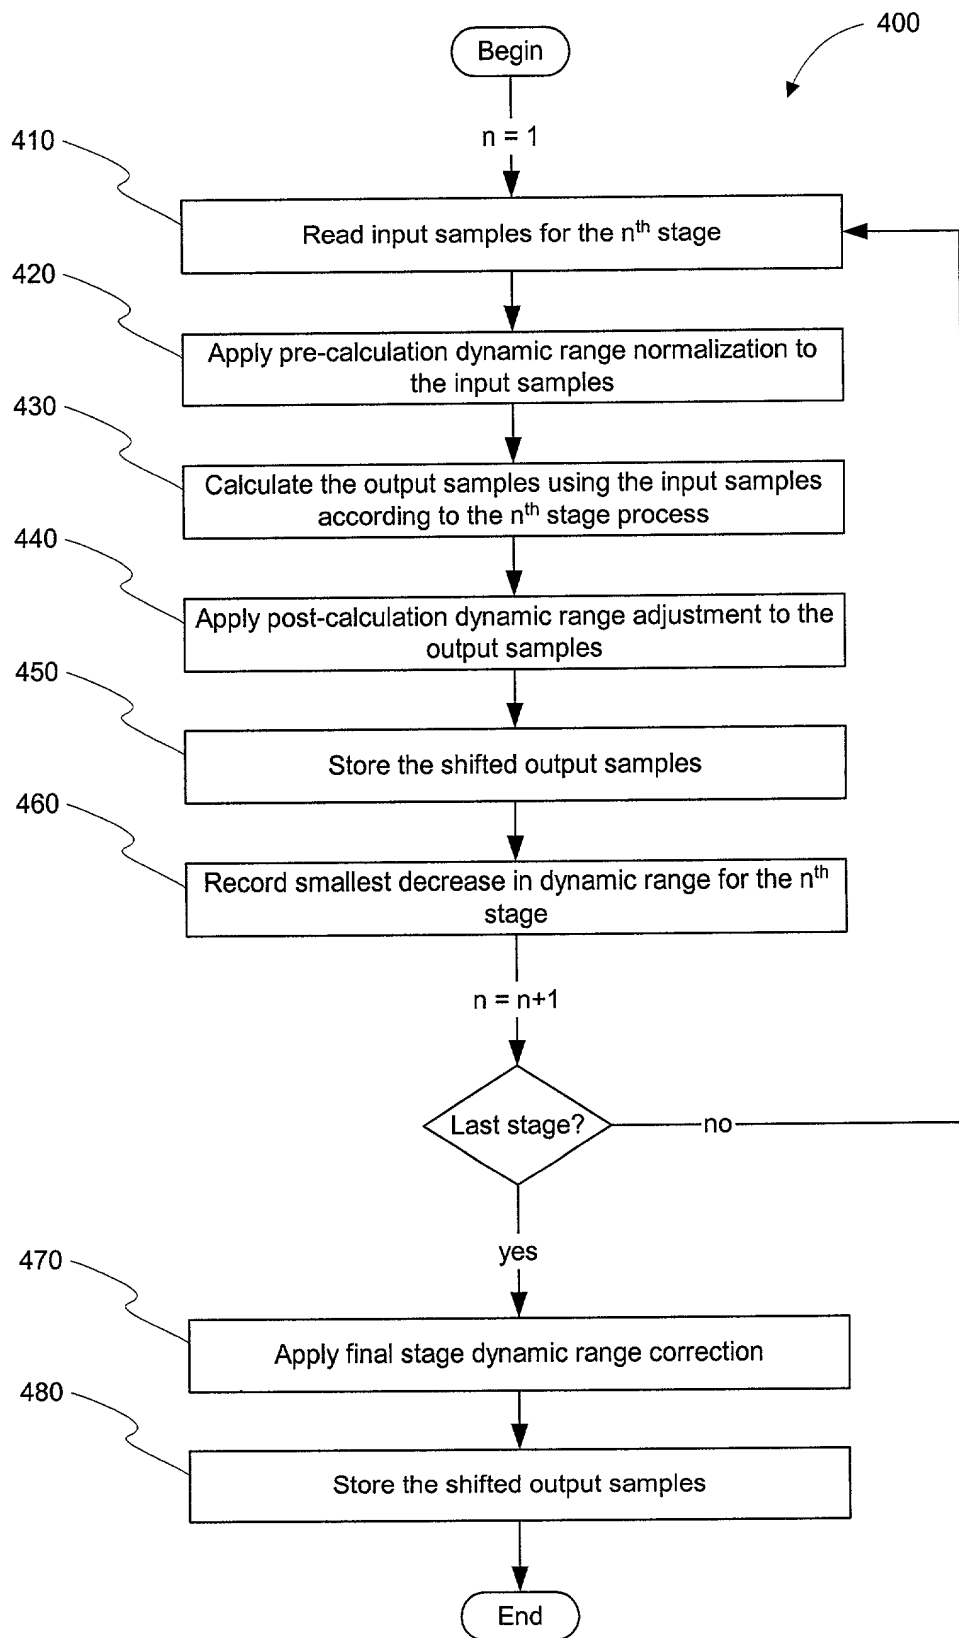 400
Begin
n = 1
410
Read input samples for the nth stage
420
Apply pre-calculation dynamic range normalization to
the input samples
430
Calculate the output samples using the input samples
according to the nth stage process
440
Apply post-calculation dynamic range adjustment to the
output samples
450
Store the shifted output samples
460
Record smallest decrease in dynamic range for the nth
stage
n = n+1
Last stage?
no
yes
470
Apply final stage dynamic range correction
480
Store the shifted output samples
End